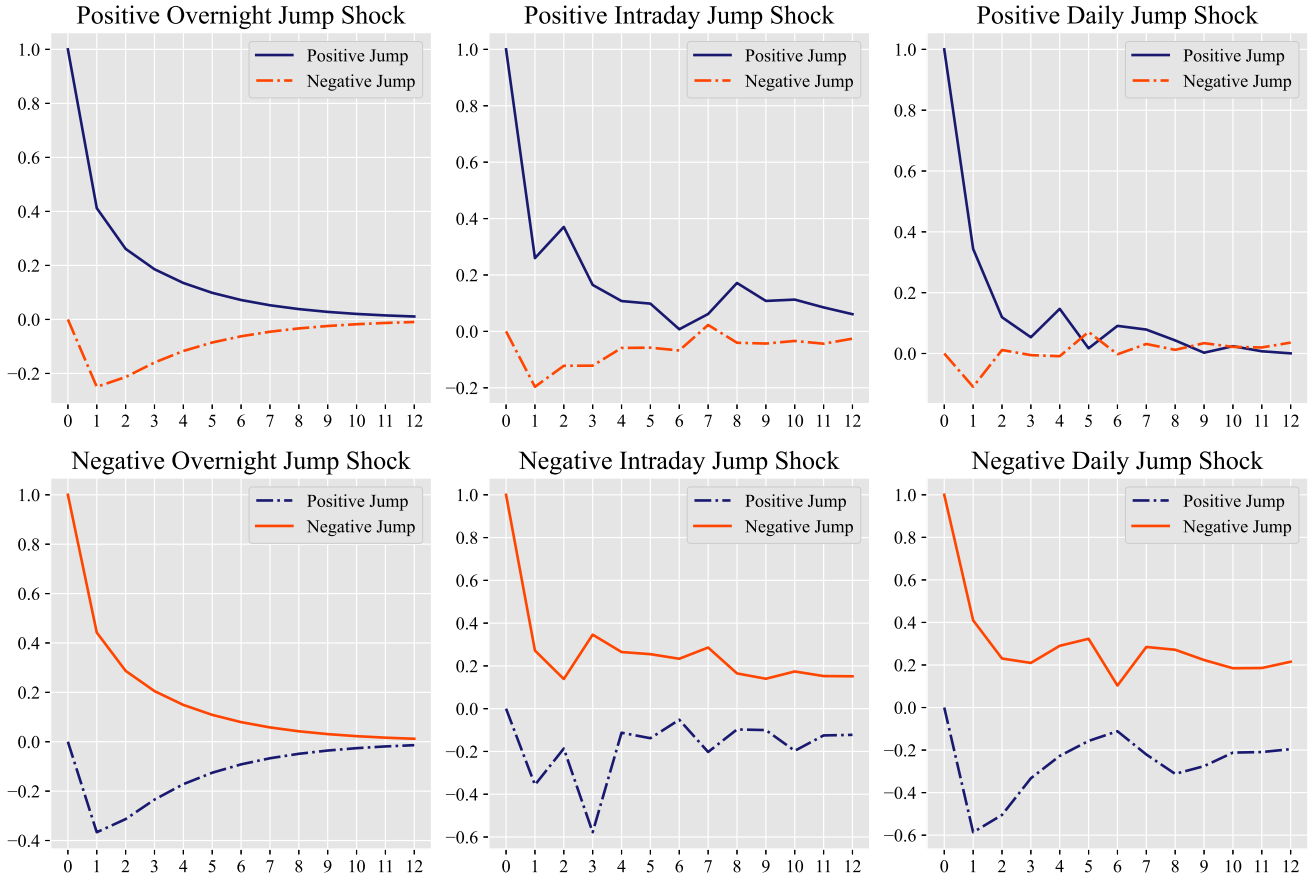 Positive Overnight Jump Shock
Positive Jump
Negative Jump
1.0
0.8
0.6
0.4
0.2
0.0
−0.2
0 1 2 3 4 5 6 7 8 9 10 11 12
Positive Intraday Jump Shock
Positive Jump
Negative Jump
1.0
0.8
0.6
0.4
0.2
0.0
−0.2
0 1 2 3 4 5 6 7 8 9 10 11 12
Positive Daily Jump Shock
Positive Jump
Negative Jump
1.0
0.8
0.6
0.4
0.2
0.0
0 1 2 3 4 5 6 7 8 9 10 11 12
Negative Overnight Jump Shock
Positive Jump
Negative Jump
1.0
0.8
0.6
0.4
0.2
0.0
−0.2
−0.4
0 1 2 3 4 5 6 7 8 9 10 11 12
Negative Intraday Jump Shock
Positive Jump
Negative Jump
1.0
0.8
0.6
0.4
0.2
0.0
−0.2
−0.4
−0.6
0 1 2 3 4 5 6 7 8 9 10 11 12
Negative Daily Jump Shock
Positive Jump
Negative Jump
1.0
0.8
0.6
0.4
0.2
0.0
−0.2
−0.4
−0.6
0 1 2 3 4 5 6 7 8 9 10 11 12